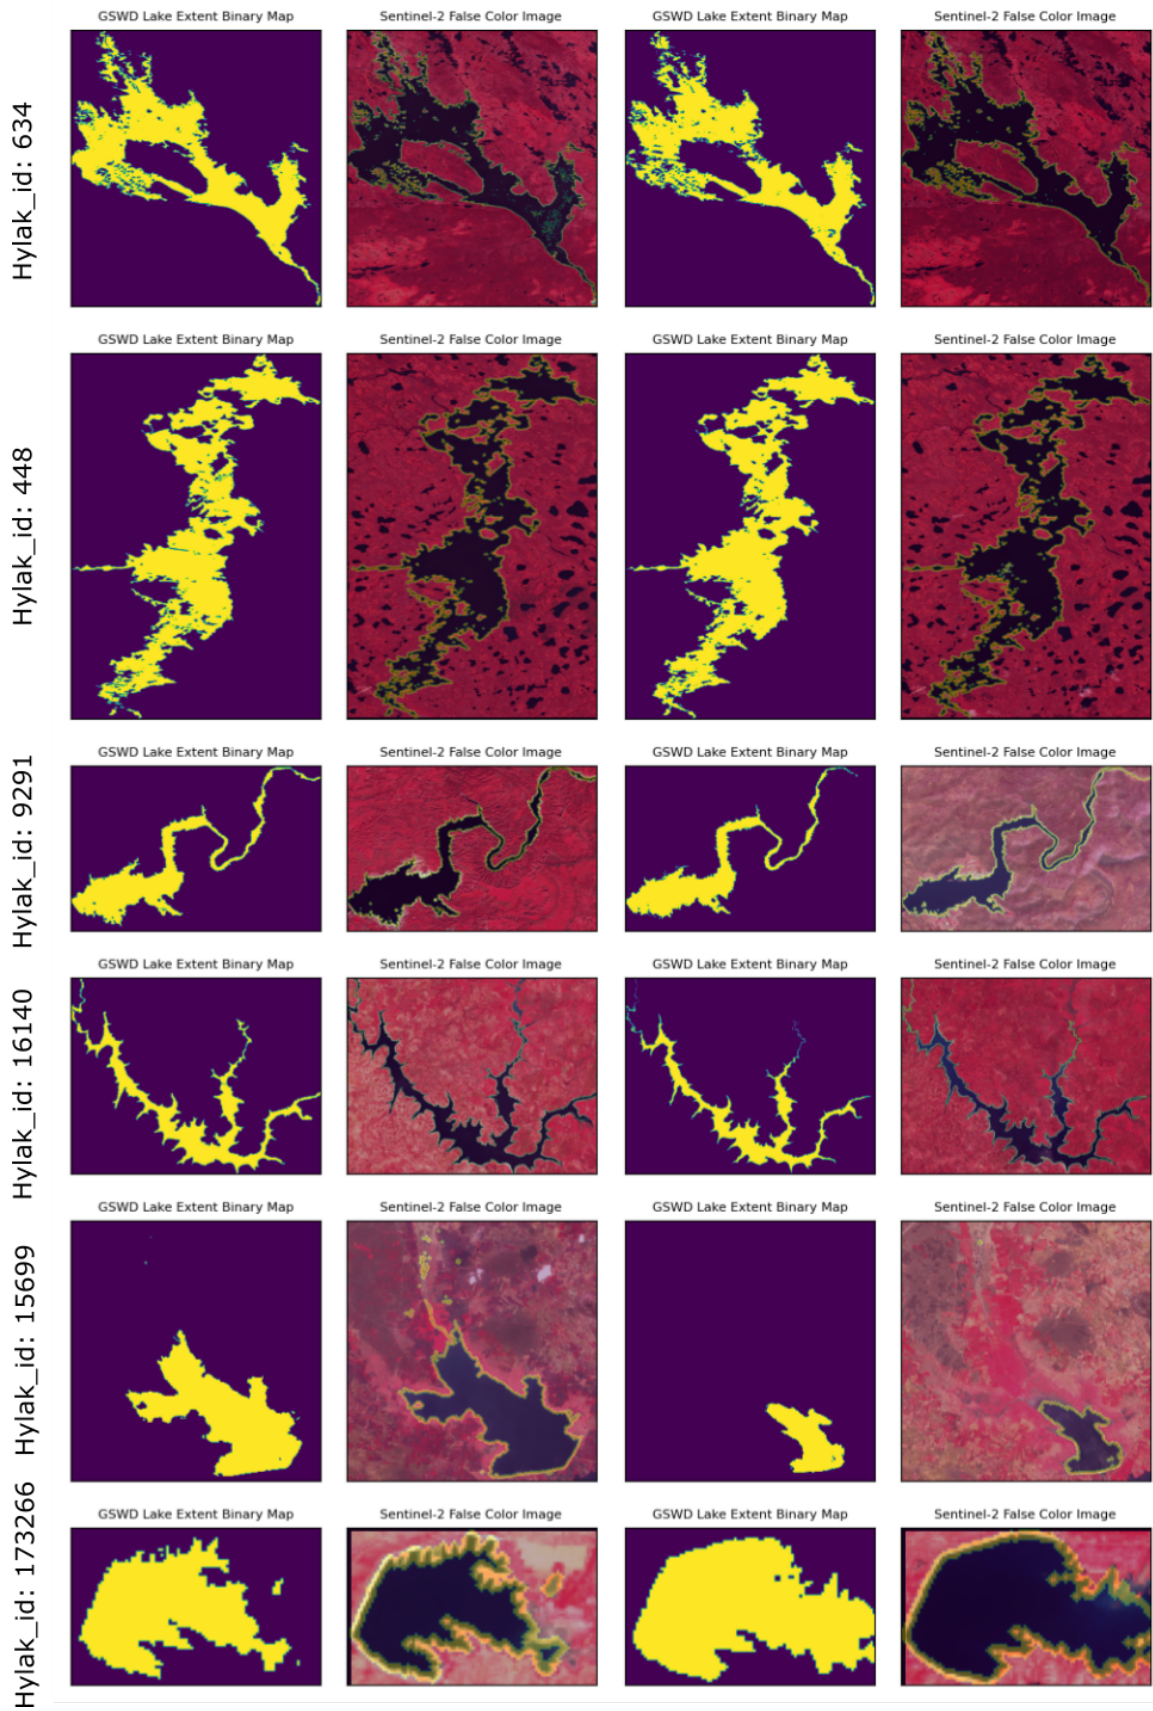 GSWD Lake Extent Binary Map Sentinel-2 False Color Image GSWD Lake Extent Binary Map Sentinel-2 False Color Image
Hylak_id: 634
GSWD Lake Extent Binary Map Sentinel-2 False Color Image GSWD Lake Extent Binary Map Sentinel-2 False Color Image
Hylak_id: 448
GSWD Lake Extent Binary Map Sentinel-2 False Color Image GSWD Lake Extent Binary Map Sentinel-2 False Color Image
Hylak_id: 9291
GSWD Lake Extent Binary Map Sentinel-2 False Color Image GSWD Lake Extent Binary Map Sentinel-2 False Color Image
Hylak_id: 16140
GSWD Lake Extent Binary Map Sentinel-2 False Color Image GSWD Lake Extent Binary Map Sentinel-2 False Color Image
Hylak_id: 15699
GSWD Lake Extent Binary Map Sentinel-2 False Color Image GSWD Lake Extent Binary Map Sentinel-2 False Color Image
Hylak_id: 173266